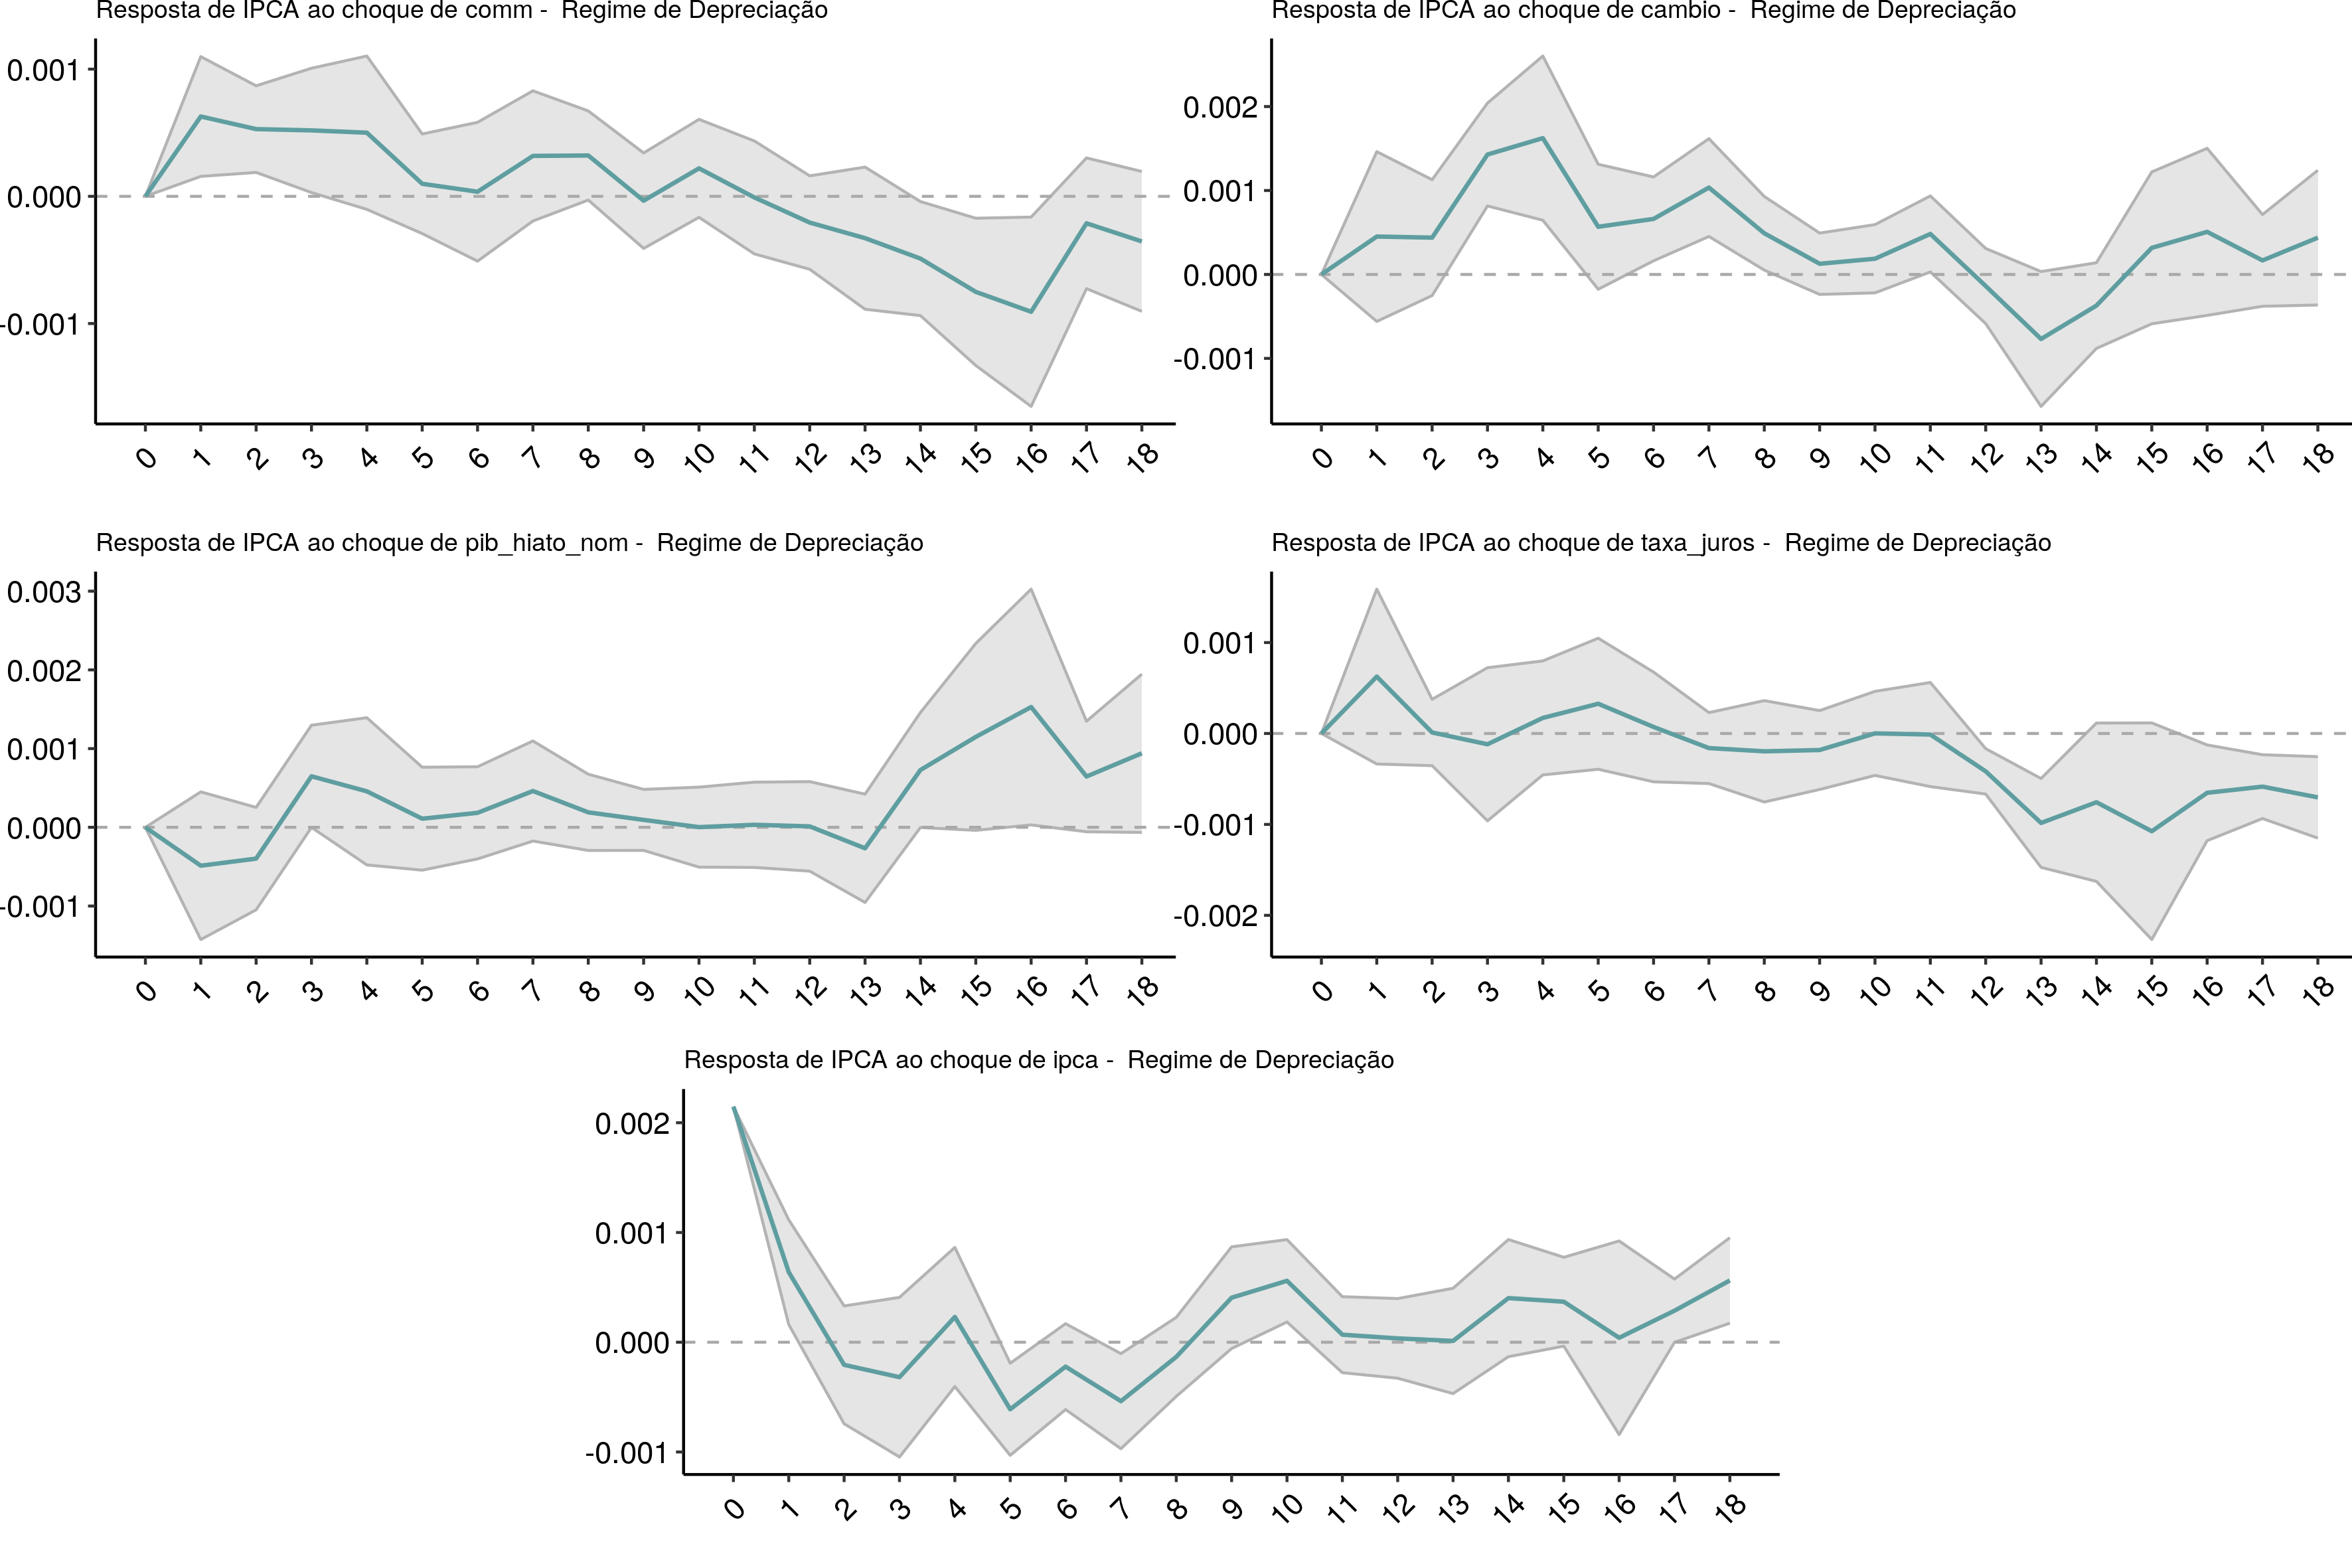 Resposta de IPCA ao choque de comm -  Regime de Depreciação
0.001
0.000
-0.001
0 1 2 3 4 5 6 7 8 9 10 11 12 13 14 15 16 17 18
Resposta de IPCA ao choque de cambio -  Regime de Depreciação
0.002
0.001
0.000
-0.001
0 1 2 3 4 5 6 7 8 9 10 11 12 13 14 15 16 17 18
Resposta de IPCA ao choque de pib_hiato_nom -  Regime de Depreciação
0.003
0.002
0.001
0.000
-0.001
0 1 2 3 4 5 6 7 8 9 10 11 12 13 14 15 16 17 18
Resposta de IPCA ao choque de taxa_juros -  Regime de Depreciação
0.001
0.000
-0.001
-0.002
0 1 2 3 4 5 6 7 8 9 10 11 12 13 14 15 16 17 18
Resposta de IPCA ao choque de ipca -  Regime de Depreciação
0.002
0.001
0.000
-0.001
0 1 2 3 4 5 6 7 8 9 10 11 12 13 14 15 16 17 18